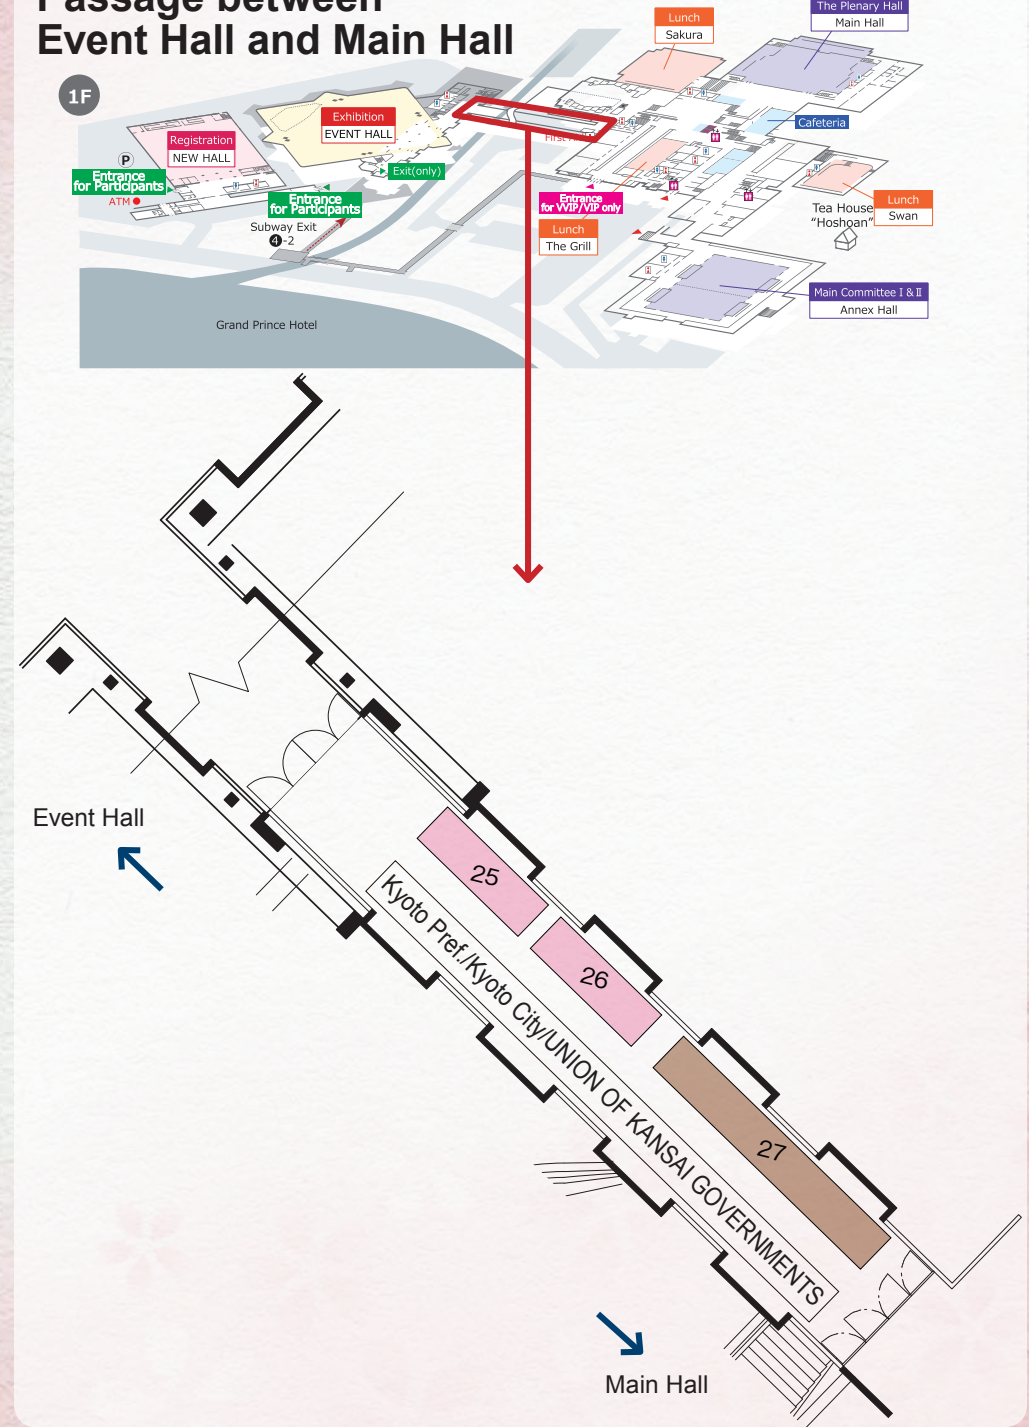 Passage between
Event Hall and Main Hall
1F
Lunch
Sakura
The Plenary Hall
Main Hall
Exhibition
EVENT HALL
Registration
NEW HALL
Cafeteria
P
Entrance
for Participants
ATM
Exit(only)
Entrance
for Participants
Subway Exit
4-2
Entrance
for VVIP/VIP only
Lunch
The Grill
Tea House
"Hoshoan"
Lunch
Swan
Main Committee I & II
Annex Hall
Grand Prince Hotel
Event Hall
25
26
27
Kyoto Pref./Kyoto City/UNION OF KANSAI GOVERNMENTS
Main Hall